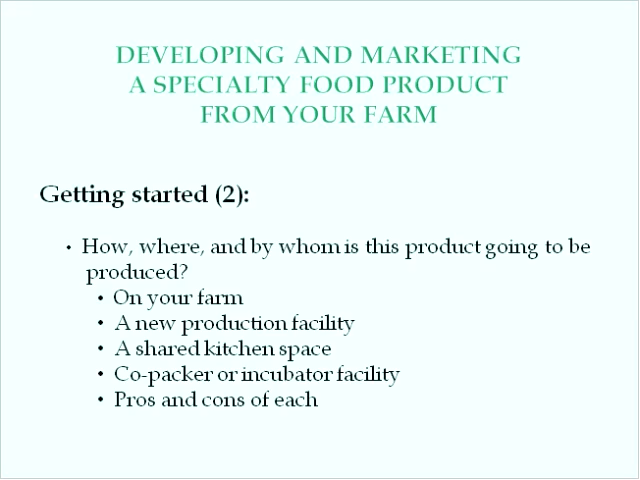 DEVELOPING AND MARKETING
A SPECIALTY FOOD PRODUCT
FROM YOUR FARM
Getting started (2):
• How, where, and by whom is this product going to be
produced?
• On your farm
• A new production facility
• A shared kitchen space
• Co-packer or incubator facility
• Pros and cons of each